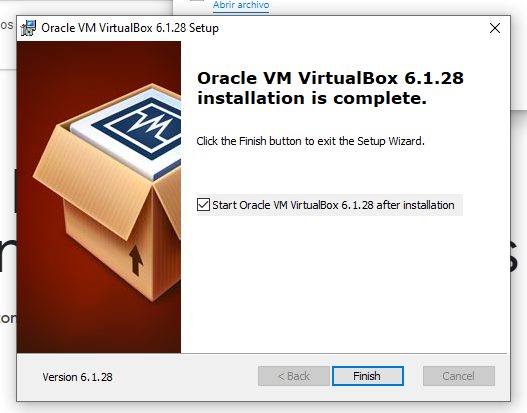 Abrir archivo
os
Oracle VM VirtualBox 6.1.28 Setup
Oracle VM VirtualBox 6.1.28
installation is complete.
Click the Finish button to exit the Setup Wizard.
Start Oracle VM VirtualBox 6.1.28 after installation
Version 6.1.28
< Back
Finish
Cancel